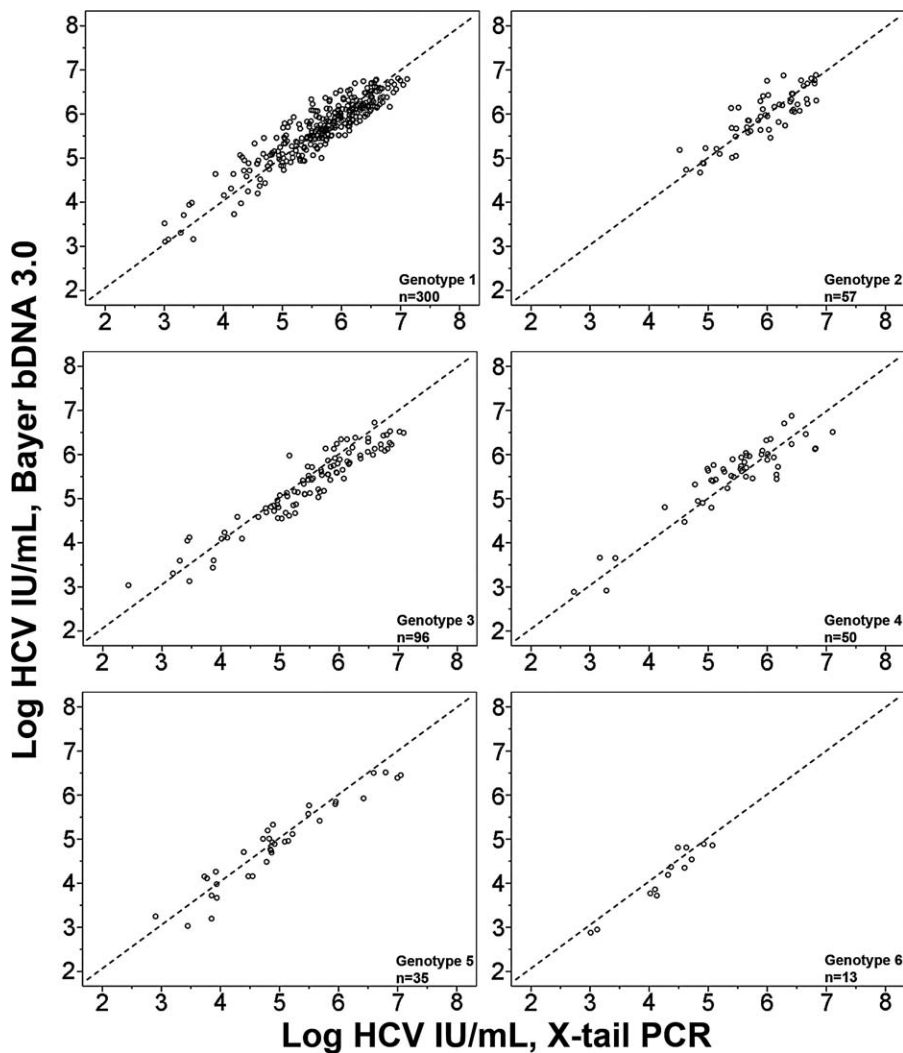 Log HCV IU/mL, Bayer bDNA 3.0
8
7
6
5
4
3
2
Genotype 1
n=300
2 3 4 5 6 7 8
8
7
6
5
4
3
2
Genotype 2
n=57
2 3 4 5 6 7 8
8
7
6
5
4
3
2
Genotype 3
n=96
2 3 4 5 6 7 8
8
7
6
5
4
3
2
Genotype 4
n=50
2 3 4 5 6 7 8
8
7
6
5
4
3
2
Genotype 5
n=35
2 3 4 5 6 7 8
8
7
6
5
4
3
2
Genotype 6
n=13
2 3 4 5 6 7 8
Log HCV IU/mL, X-tail PCR